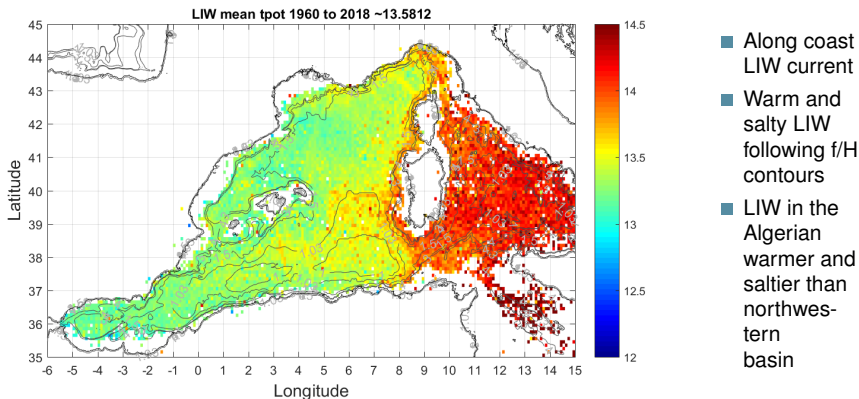 LIW mean tpot 1960 to 2018 ~13.5812
45
44
43
42
41
40
39
38
37
36
35
Latitude
-6 -5 -4 -3 -2 -1 0 1 2 3 4 5 6 7 8 9 10 11 12 13 14 15
Longitude
14.5
14
13.5
13
12.5
12
Along coast
LIW current
Warm and
salty LIW
following f/H
contours
LIW in the
Algerian
warmer and
saltier than
northwes-
tern
basin